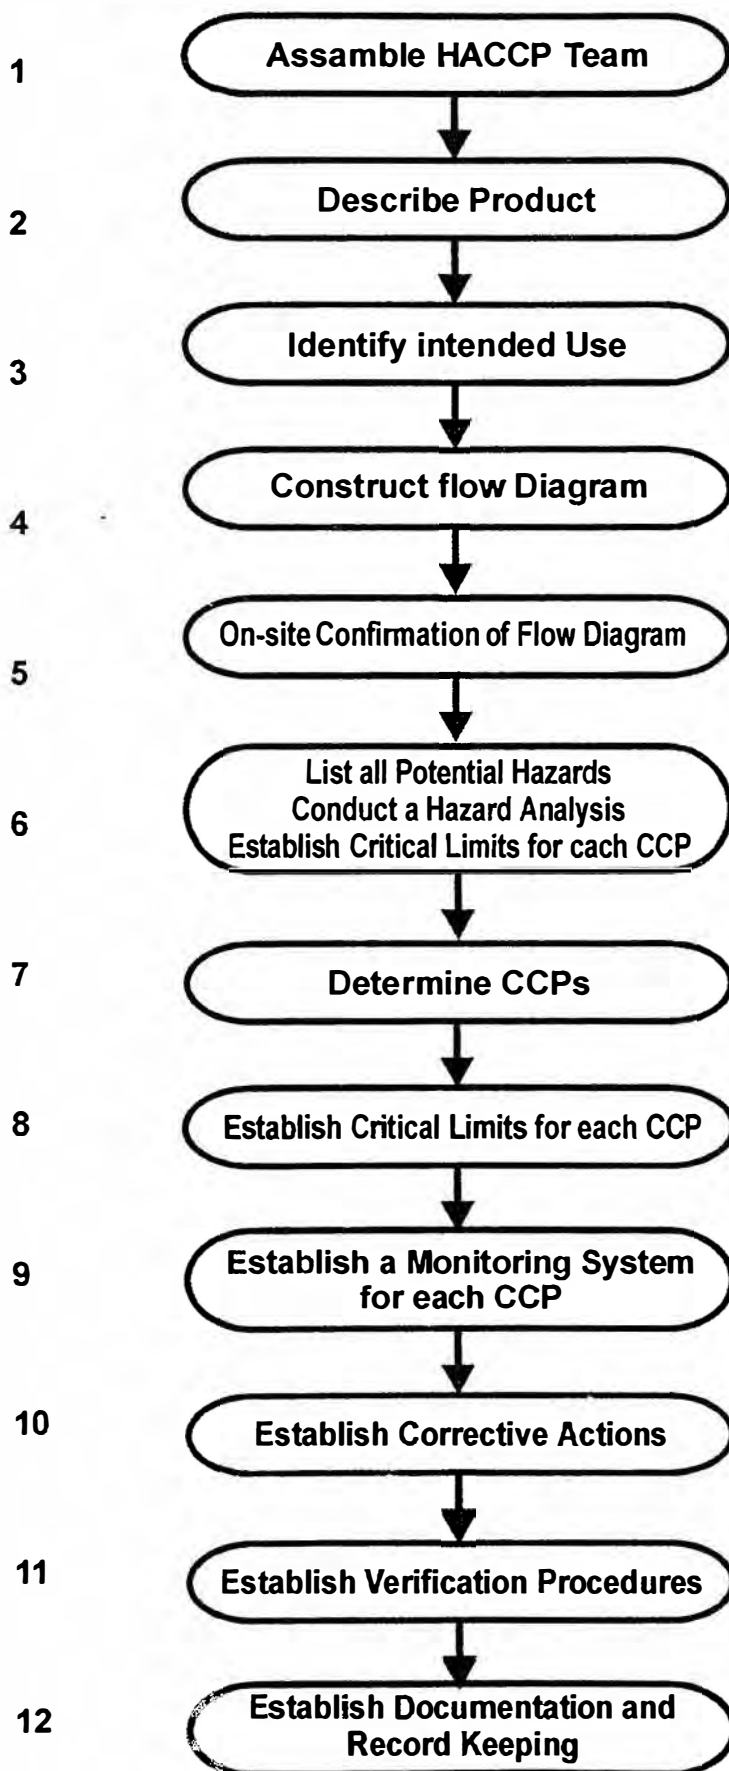 1
Assamble HACCP Team
2
Describe Product
3
Identify intended Use
4
Construct flow Diagram
5
On-site Confirmation of Flow Diagram
6
List all Potential Hazards
Conduct a Hazard Analysis
Establish Critical Limits for cach CCP
7
Determine CCPs
8
Establish Critical Limits for each CCP
9
Establish a Monitoring System
for each CCP
10
Establish Corrective Actions
11
Establish Verification Procedures
12
Establish Documentation and
Record Keeping